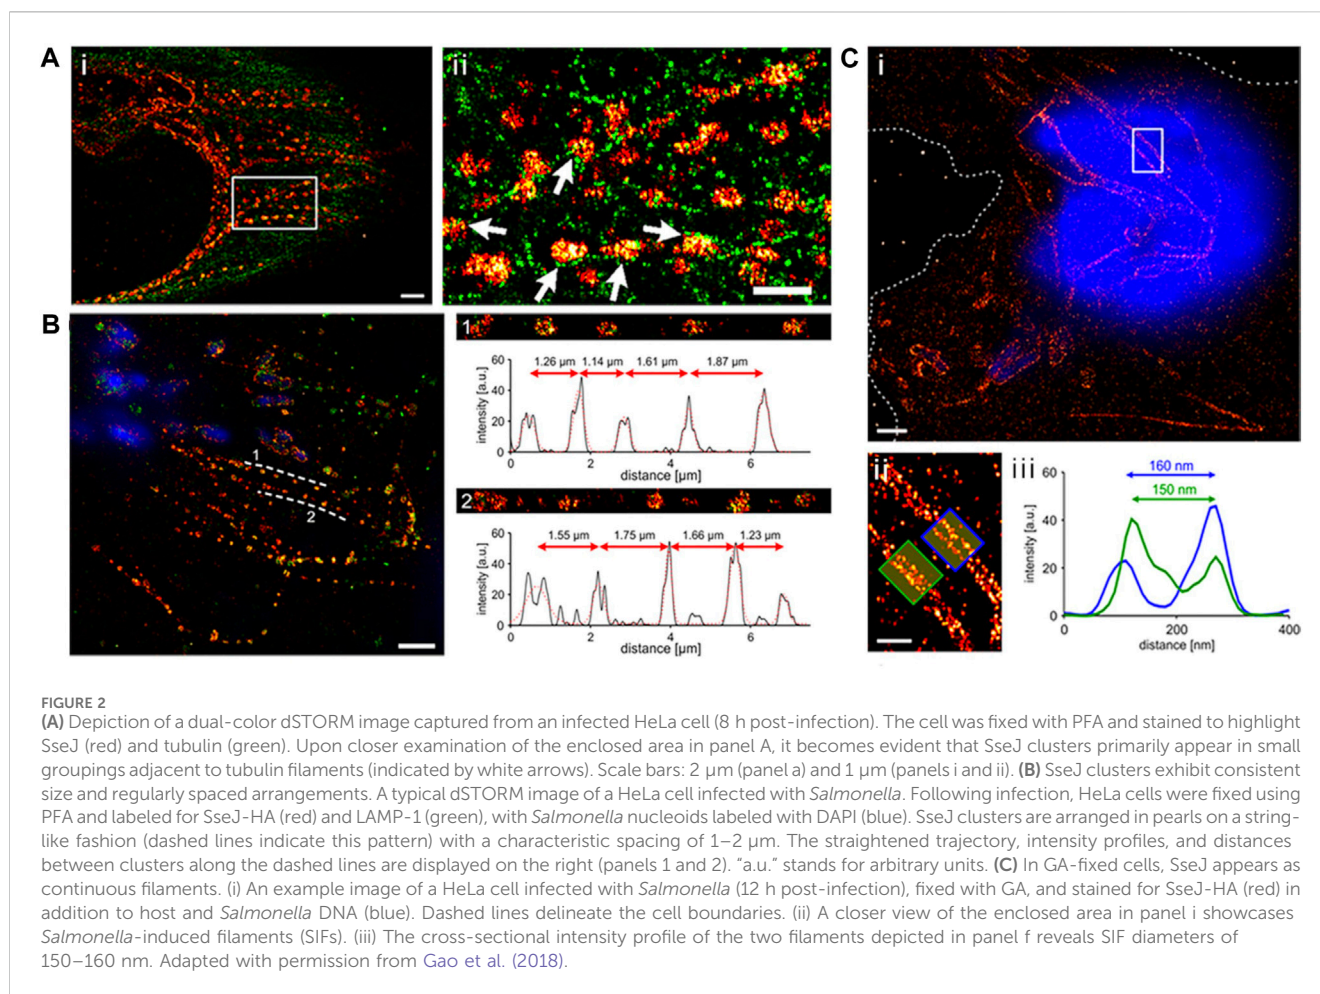 A
i
ii
C
i
B
1
2
1
60
40
20
0
intensity [a.u.]
1.26 µm
1.14 µm
1.61 µm
1.87 µm
0
2
4
6
distance [µm]
2
60
40
20
0
intensity [a.u.]
1.55 µm
1.75 µm
1.66 µm
1.23 µm
0
2
4
6
distance [µm]
ii
iii
60
40
20
0
intensity [a.u.]
160 nm
150 nm
0
200
400
distance [nm]
FIGURE 2
(A) Depiction of a dual-color dSTORM image captured from an infected HeLa cell (8 h post-infection). The cell was fixed with PFA and stained to highlight
SseJ (red) and tubulin (green). Upon closer examination of the enclosed area in panel A, it becomes evident that SseJ clusters primarily appear in small
groupings adjacent to tubulin filaments (indicated by white arrows). Scale bars: 2 µm (panel a) and 1 µm (panels i and ii). (B) SseJ clusters exhibit consistent
size and regularly spaced arrangements. A typical dSTORM image of a HeLa cell infected with Salmonella. Following infection, HeLa cells were fixed using
PFA and labeled for SseJ-HA (red) and LAMP-1 (green), with Salmonella nucleoids labeled with DAPI (blue). SseJ clusters are arranged in pearls on a string-
like fashion (dashed lines indicate this pattern) with a characteristic spacing of 1–2 µm. The straightened trajectory, intensity profiles, and distances
between clusters along the dashed lines are displayed on the right (panels 1 and 2). “a.u.” stands for arbitrary units. (C) In GA-fixed cells, SseJ appears as
continuous filaments. (i) An example image of a HeLa cell infected with Salmonella (12 h post-infection), fixed with GA, and stained for SseJ-HA (red) in
addition to host and Salmonella DNA (blue). Dashed lines delineate the cell boundaries. (ii) A closer view of the enclosed area in panel i showcases
Salmonella-induced filaments (SIFs). (iii) The cross-sectional intensity profile of the two filaments depicted in panel f reveals SIF diameters of
150–160 nm. Adapted with permission from Gao et al. (2018).